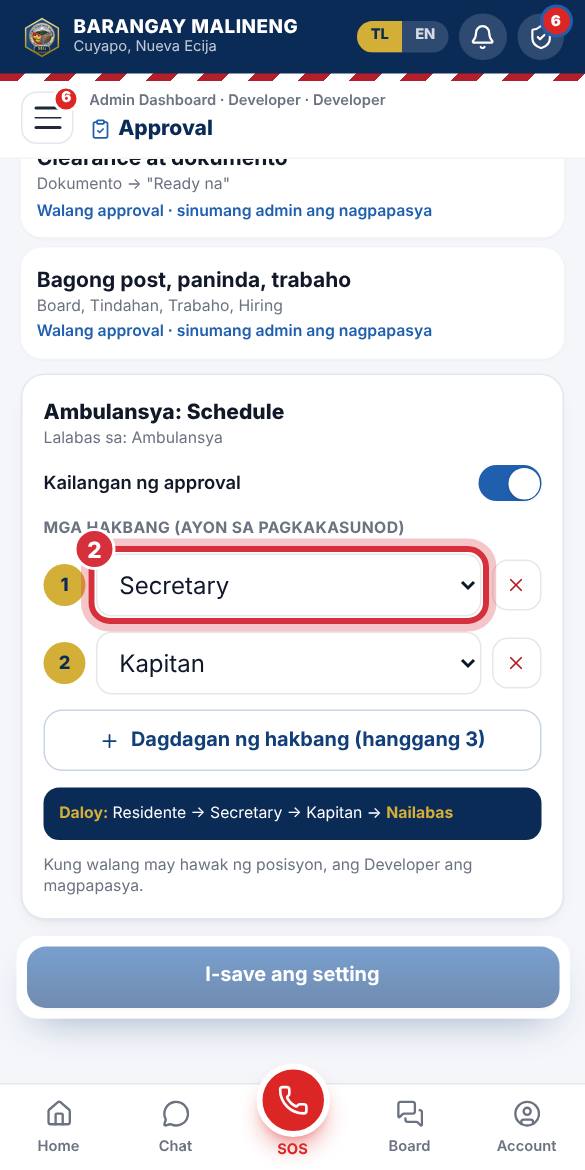 BARANGAY MALINENG
Cuyapo, Nueva Ecija
TL EN
6
6
Admin Dashboard · Developer · Developer
Approval
Clearance at dokumento
Dokumento → "Ready na"
Walang approval · sinumang admin ang nagpapasya
Bagong post, paninda, trabaho
Board, Tindahan, Trabaho, Hiring
Walang approval · sinumang admin ang nagpapasya
Ambulansya: Schedule
Lalabas sa: Ambulansya
Kailangan ng approval
MGA HAKBANG (AYON SA PAGKAKASUNOD)
2
1 Secretary
2 Kapitan
+ Dagdagan ng hakbang (hanggang 3)
Daloy: Residente → Secretary → Kapitan → Nailabas
Kung walang may hawak ng posisyon, ang Developer ang
magpapasya.
I-save ang setting
Home Chat SOS Board Account